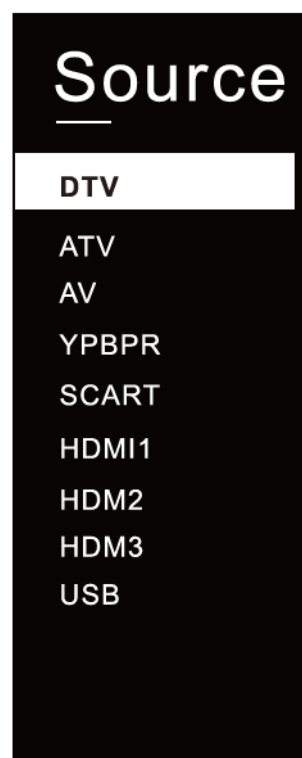 Source
DTV
ATV
AV
YPBPR
SCART
HDMI1
HDM2
HDM3
USB